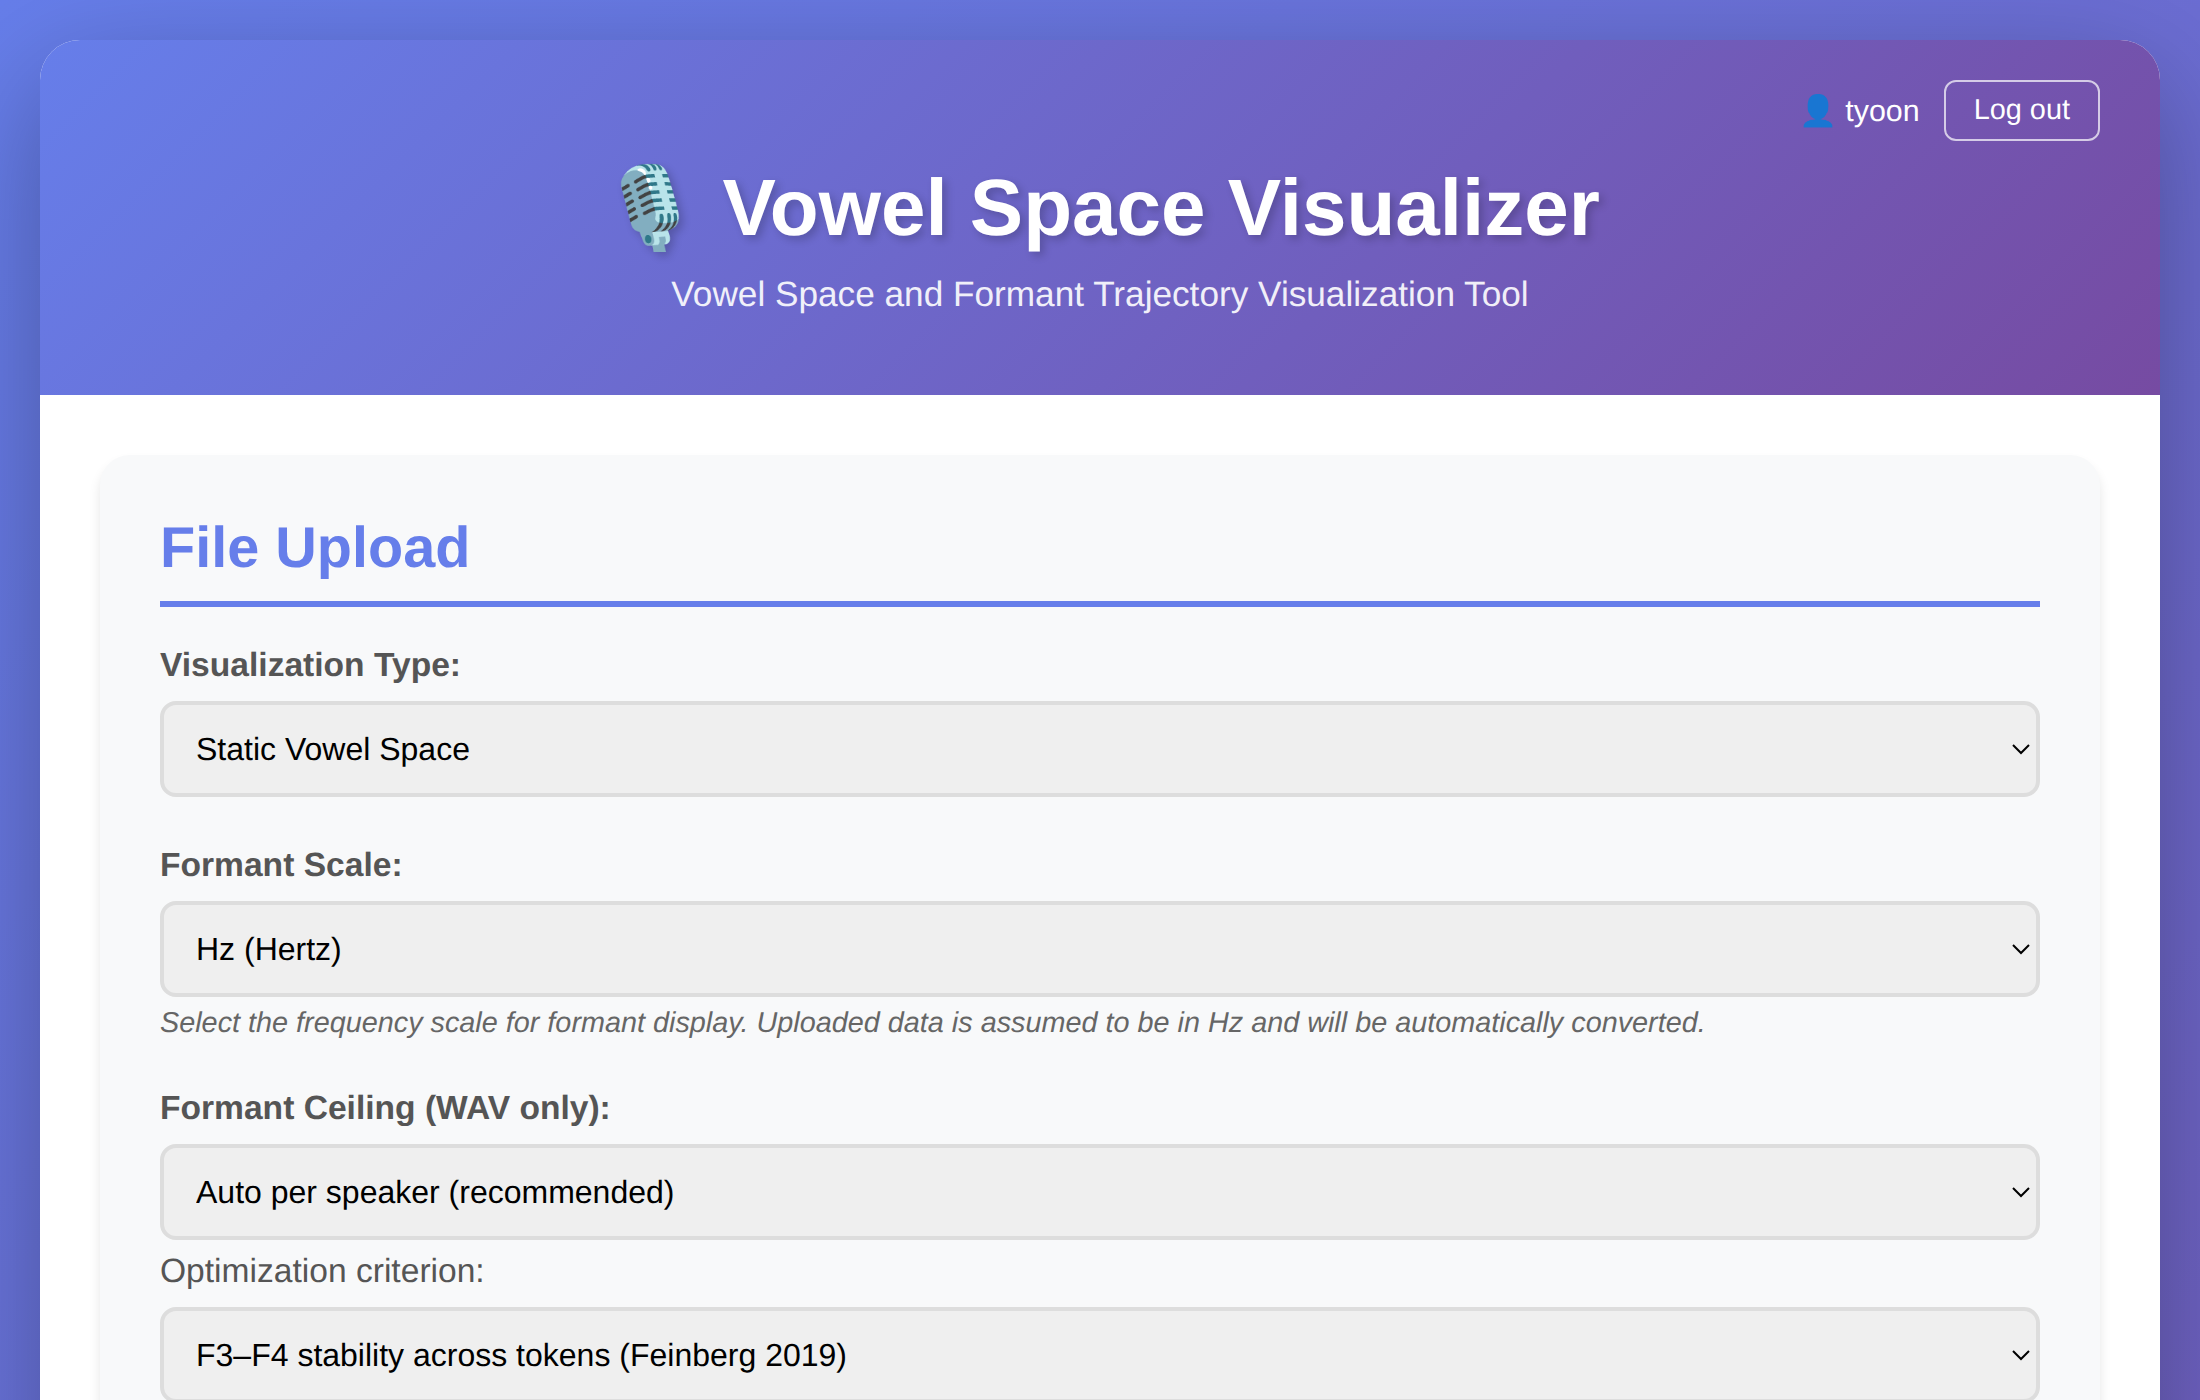 tyoon
Log out
Vowel Space Visualizer
Vowel Space and Formant Trajectory Visualization Tool
File Upload
Visualization Type:
Static Vowel Space
Formant Scale:
Hz (Hertz)
Select the frequency scale for formant display. Uploaded data is assumed to be in Hz and will be automatically converted.
Formant Ceiling (WAV only):
Auto per speaker (recommended)
Optimization criterion:
F3–F4 stability across tokens (Feinberg 2019)